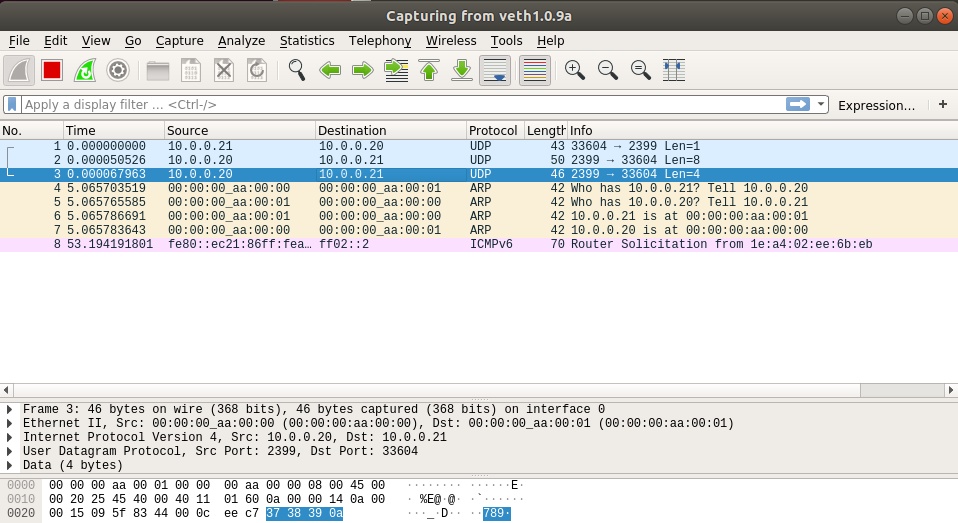 Capturing from veth1.0.9a
File Edit View Go Capture Analyze Statistics Telephony Wireless Tools Help
Apply a display filter ... <Ctrl-/> Expression... +
No. Time Source Destination Protocol Length Info
1 0.000000000 10.0.0.21 10.0.0.20 UDP 43 33604 → 2399 Len=1
2 0.000050526 10.0.0.20 10.0.0.21 UDP 50 2399 → 33604 Len=8
3 0.000067963 10.0.0.20 10.0.0.21 UDP 46 2399 → 33604 Len=4
4 5.065703519 00:00:00_aa:00:00 00:00:00_aa:00:01 ARP 42 Who has 10.0.0.21? Tell 10.0.0.20
5 5.065765585 00:00:00_aa:00:01 00:00:00_aa:00:00 ARP 42 Who has 10.0.0.20? Tell 10.0.0.21
6 5.065786691 00:00:00_aa:00:01 00:00:00_aa:00:00 ARP 42 10.0.0.21 is at 00:00:00:aa:00:01
7 5.065783643 00:00:00_aa:00:00 00:00:00_aa:00:01 ARP 42 10.0.0.20 is at 00:00:00:aa:00:00
8 53.194191801 fe80::ec21:86ff:fea... ff02::2 ICMPv6 70 Router Solicitation from 1e:a4:02:ee:6b:eb
Frame 3: 46 bytes on wire (368 bits), 46 bytes captured (368 bits) on interface 0
Ethernet II, Src: 00:00:00_aa:00:00 (00:00:00:aa:00:00), Dst: 00:00:00_aa:00:01 (00:00:00:aa:00:01)
Internet Protocol Version 4, Src: 10.0.0.20, Dst: 10.0.0.21
User Datagram Protocol, Src Port: 2399, Dst Port: 33604
Data (4 bytes)
0000 00 00 00 aa 00 01 00 00 00 aa 00 00 08 00 45 00 ········ ······E·
0010 00 20 25 45 40 00 40 11 01 60 0a 00 00 14 0a 00 · %E@·@· ·`······
0020 00 15 09 5f 83 44 00 0c ee c7 37 38 39 0a ···_·D·· ··789·